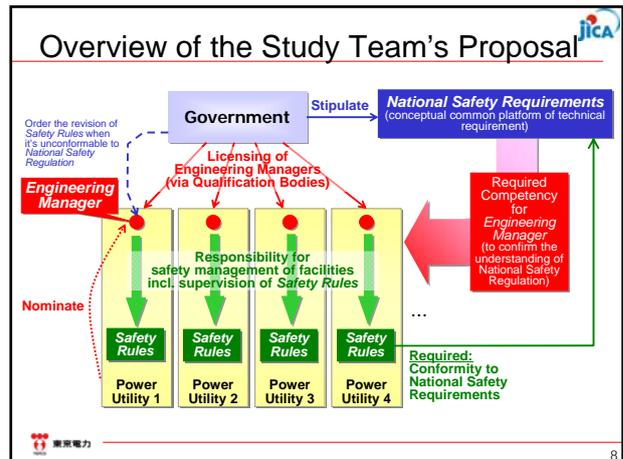 Overview of the Study Team's Proposal
jICA
Government
Stipulate
National Safety Requirements
(conceptual common platform of technical
requirement)
Order the revision of
Safety Rules when
it's unconformable to
National Safety
Regulation
Licensing of
Engineering Managers
(via Qualification Bodies)
Engineering
Manager
Required
Competency
for
Engineering
Manager
(to confirm the
understanding of
National Safety
Regulation)
Responsibility for
safety management of facilities
incl. supervision of Safety Rules
Nominate
...
Safety
Rules
Safety
Rules
Safety
Rules
Safety
Rules
Required:
Conformity to
National Safety
Requirements
Power
Utility 1
Power
Utility 2
Power
Utility 3
Power
Utility 4
TEPCO
東京電力
8